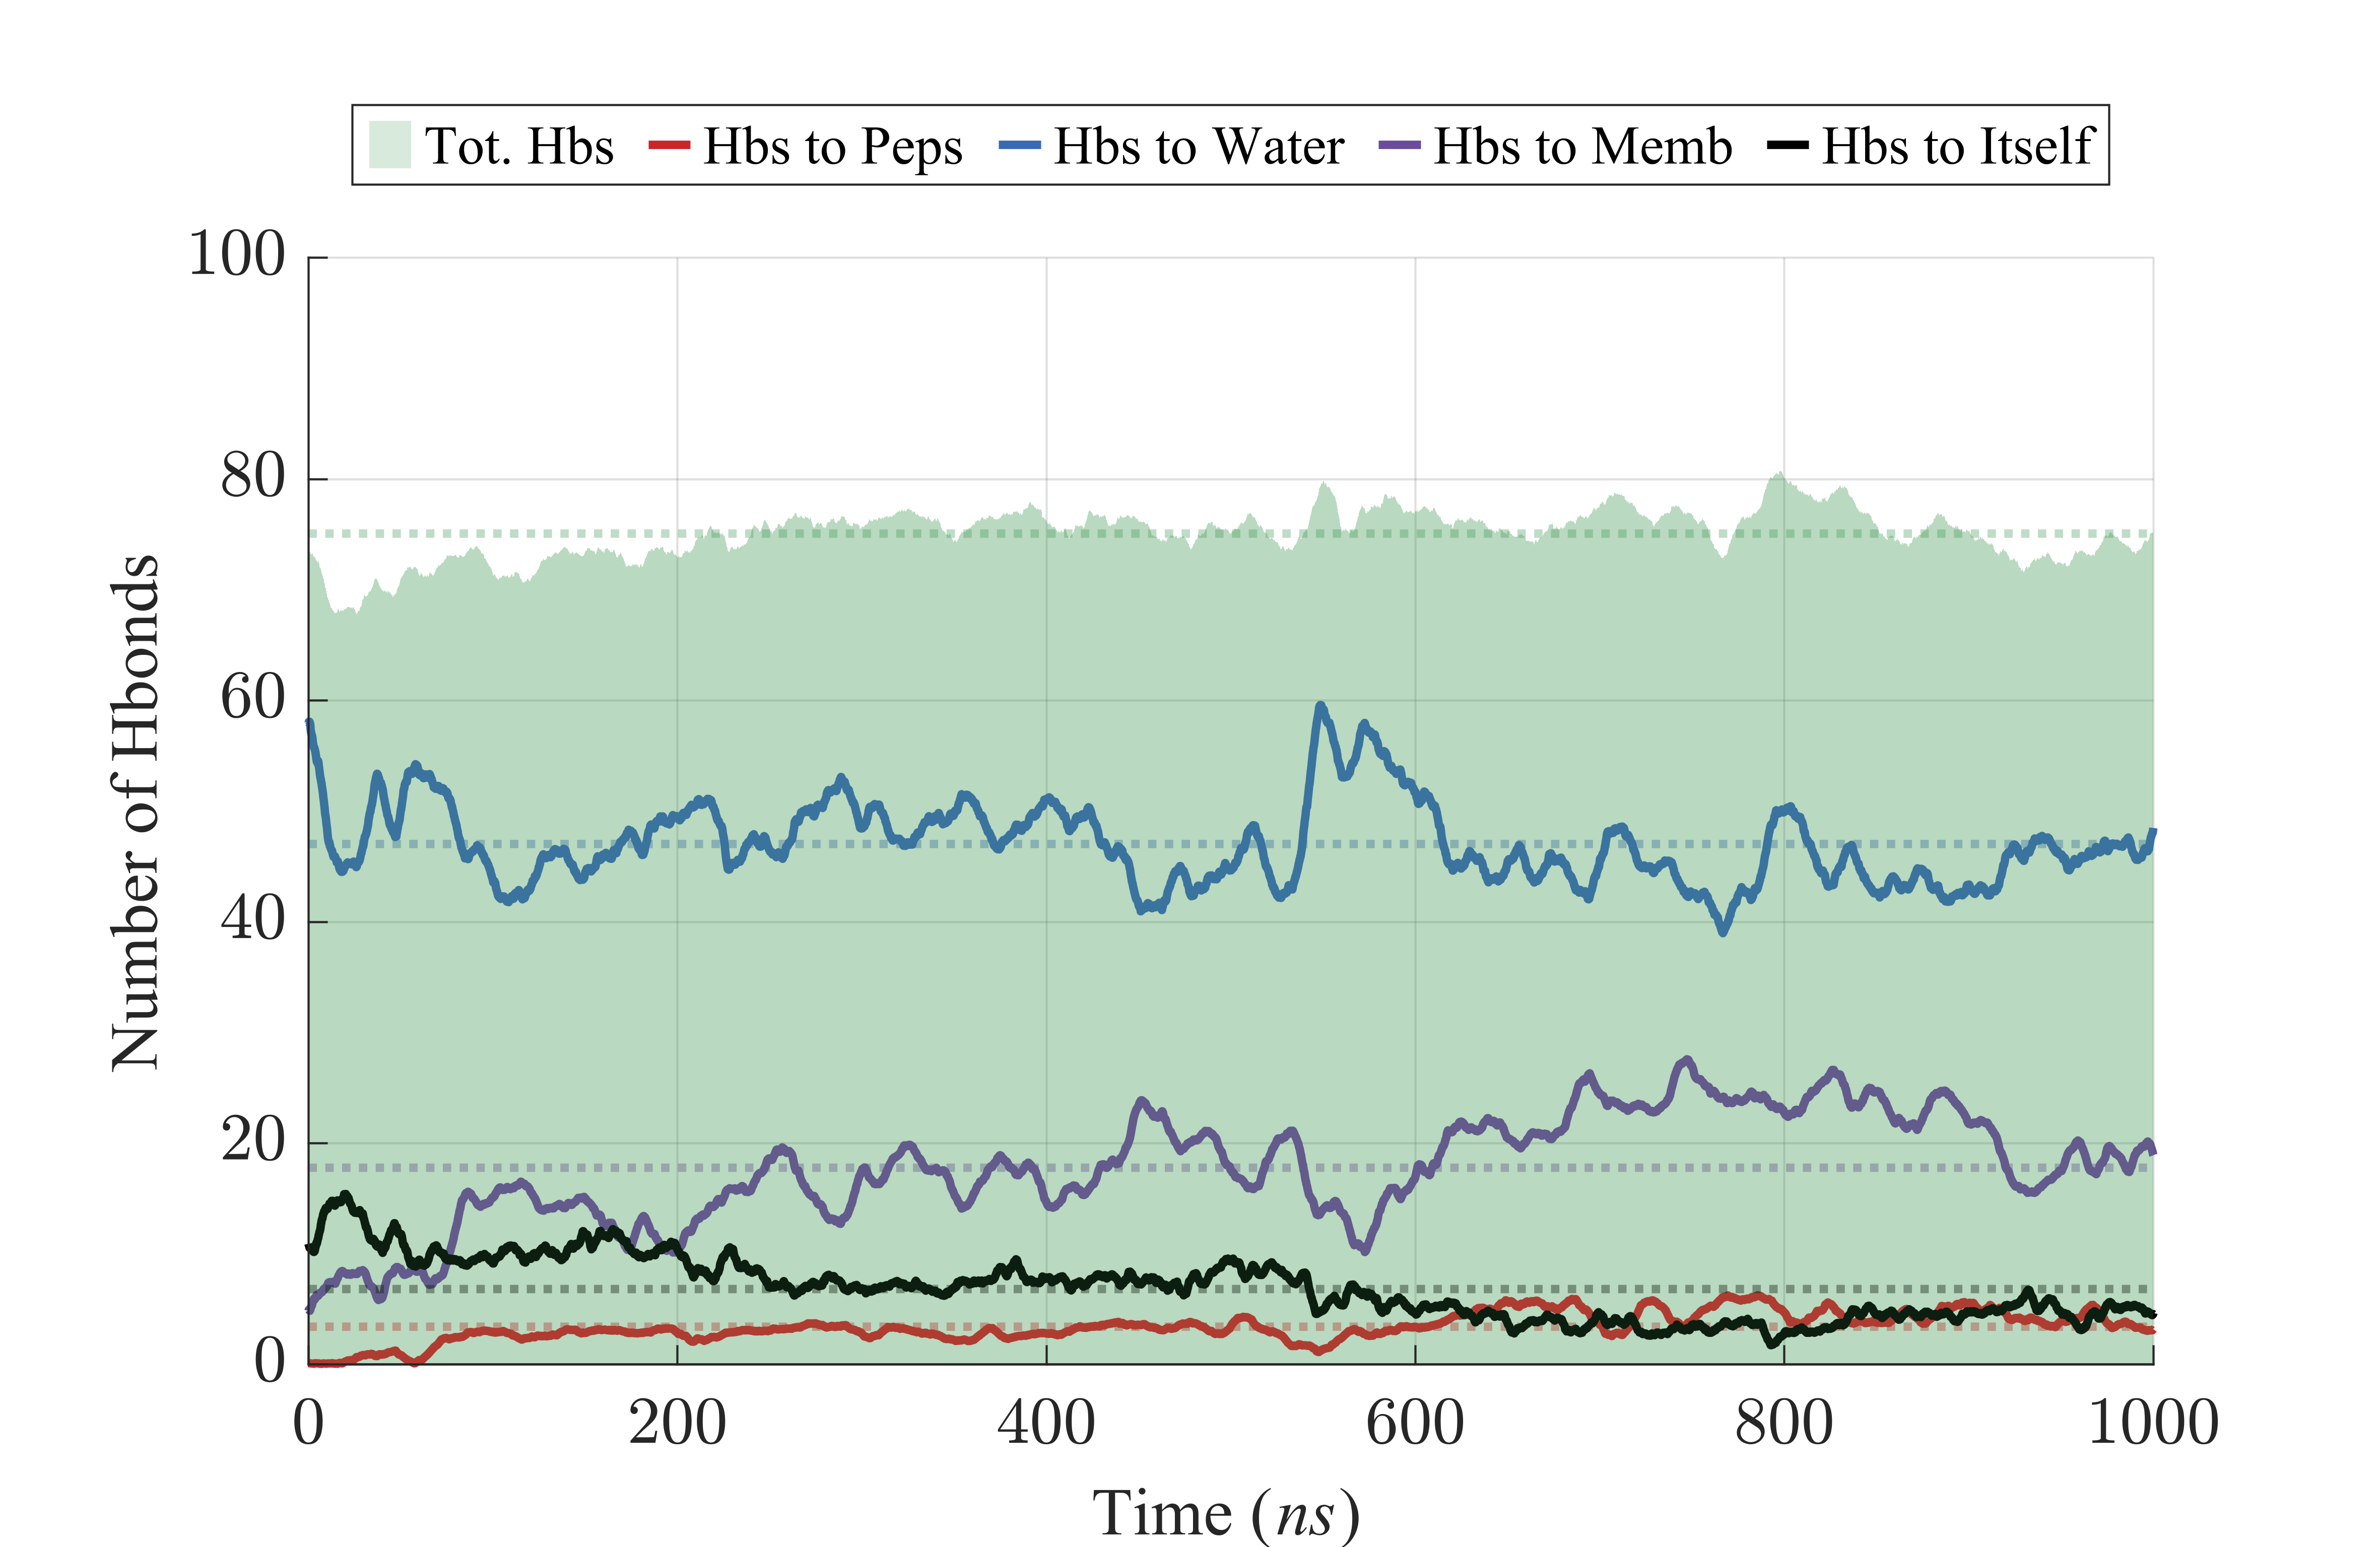 Tot. Hbs Hbs to Peps Hbs to Water Hbs to Memb Hbs to Itself
100
80
60
40
20
0
0 200 400 600 800 1000
Number of Hbonds
Time (ns)